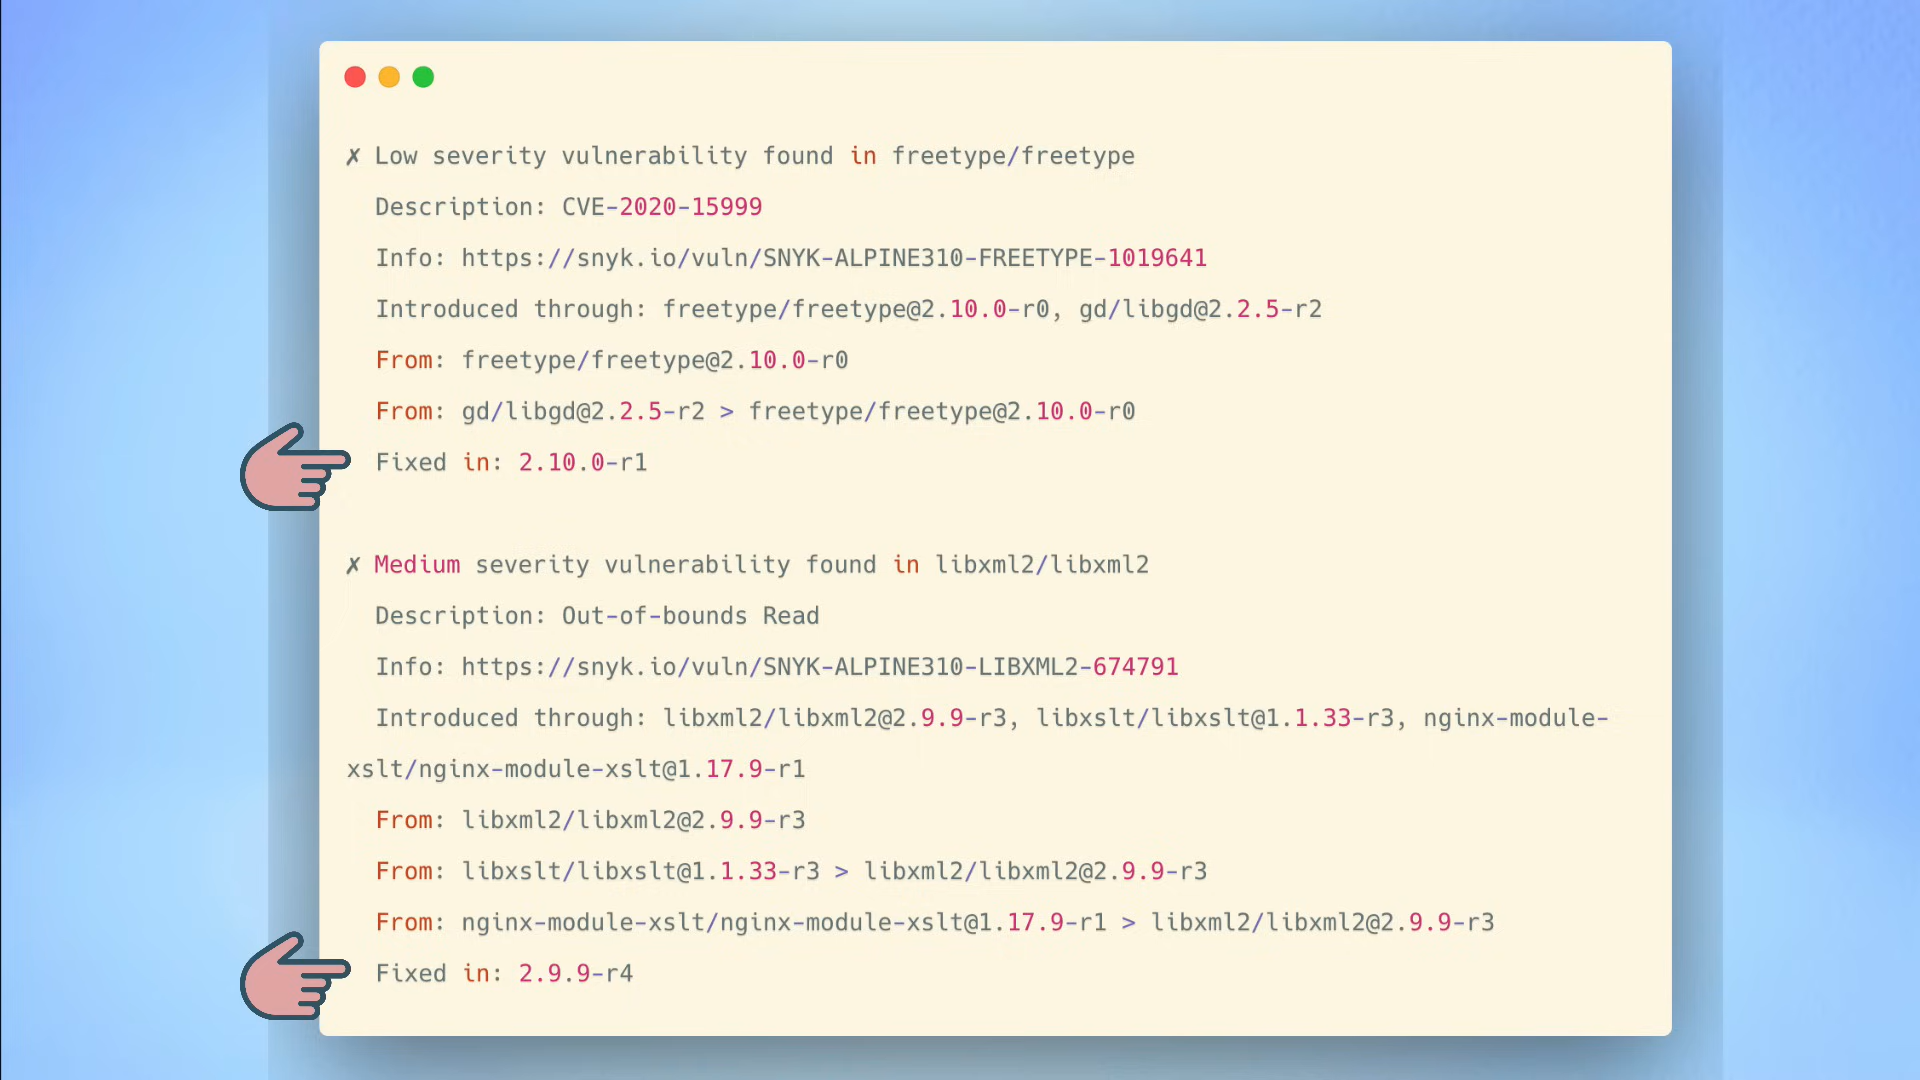 ✗ Low severity vulnerability found in freetype/freetype
Description: CVE-2020-15999
Info: https://snyk.io/vuln/SNYK-ALPINE310-FREETYPE-1019641
Introduced through: freetype/freetype@2.10.0-r0, gd/libgd@2.2.5-r2
From: freetype/freetype@2.10.0-r0
From: gd/libgd@2.2.5-r2 > freetype/freetype@2.10.0-r0
Fixed in: 2.10.0-r1
✗ Medium severity vulnerability found in libxml2/libxml2
Description: Out-of-bounds Read
Info: https://snyk.io/vuln/SNYK-ALPINE310-LIBXML2-674791
Introduced through: libxml2/libxml2@2.9.9-r3, libxslt/libxslt@1.1.33-r3, nginx-module-
xslt/nginx-module-xslt@1.17.9-r1
From: libxml2/libxml2@2.9.9-r3
From: libxslt/libxslt@1.1.33-r3 > libxml2/libxml2@2.9.9-r3
From: nginx-module-xslt/nginx-module-xslt@1.17.9-r1 > libxml2/libxml2@2.9.9-r3
Fixed in: 2.9.9-r4